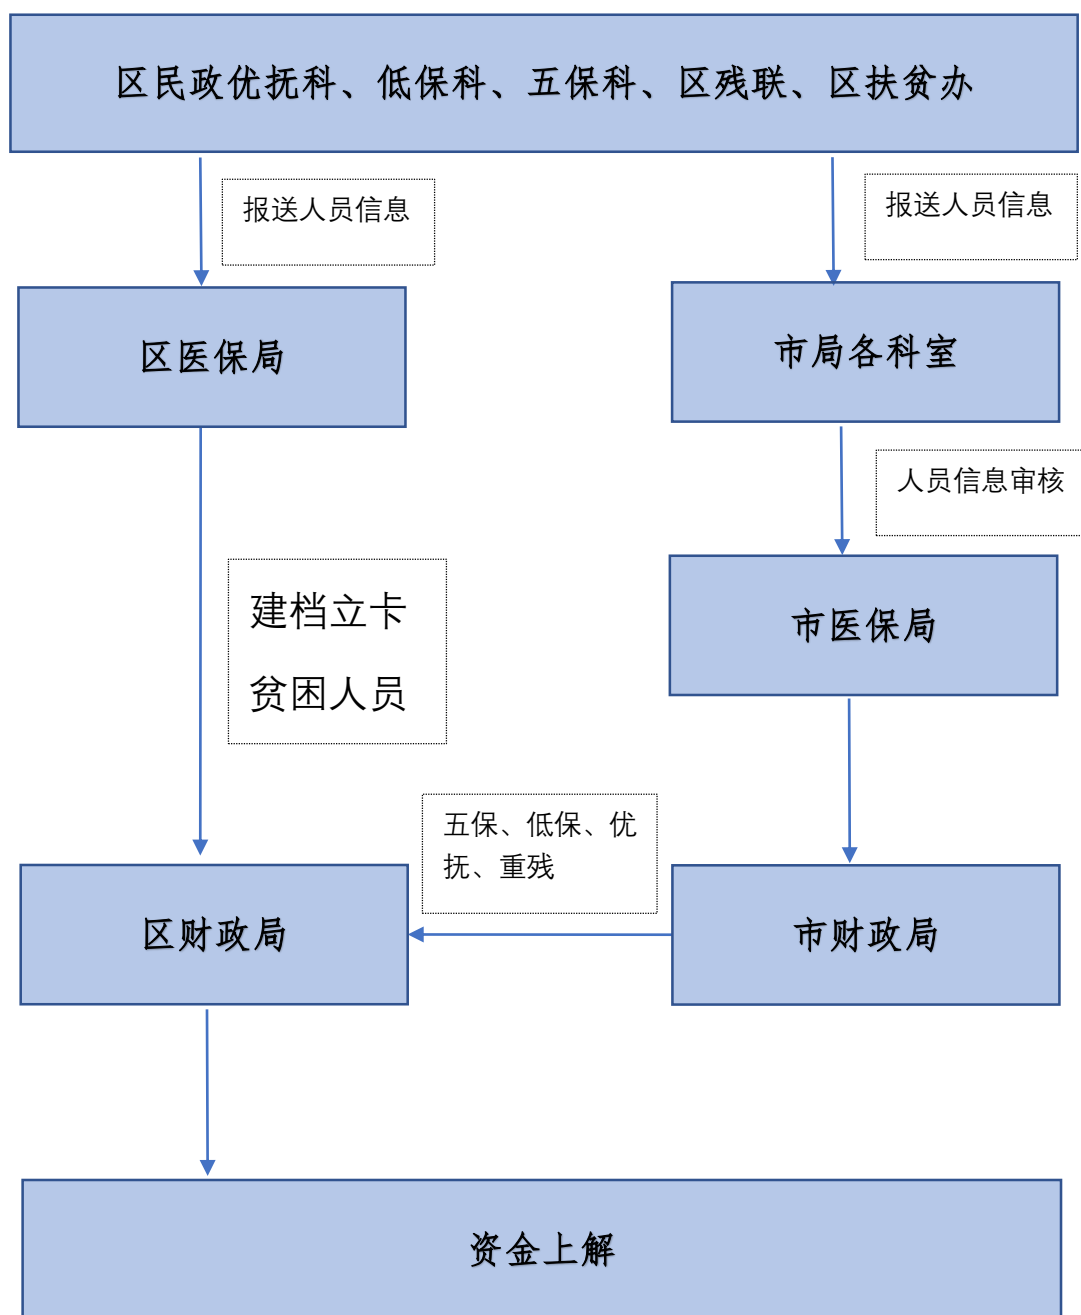 区民政优抚科、低保科、五保科、区残联、区扶贫办
报送人员信息
报送人员信息
区医保局
市局各科室
人员信息审核
建档立卡
贫困人员
市医保局
五保、低保、优
抚、重残
区财政局
市财政局
资金上解